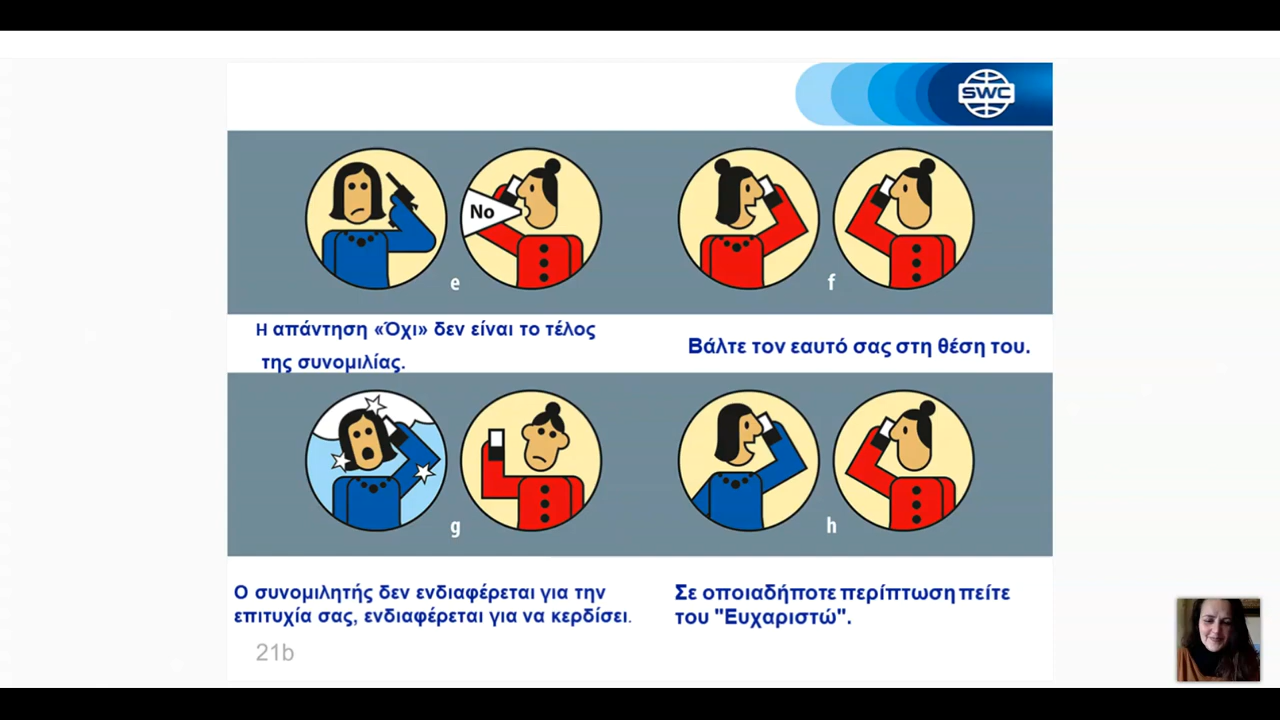 SWC
No
e
f
Η απάντηση «Όχι» δεν είναι το τέλος
της συνομιλίας.
Βάλτε τον εαυτό σας στη θέση του.
g
h
Ο συνομιλητής δεν ενδιαφέρεται για την
επιτυχία σας, ενδιαφέρεται για να κερδίσει.
Σε οποιαδήποτε περίπτωση πείτε
του "Ευχαριστώ".
21b